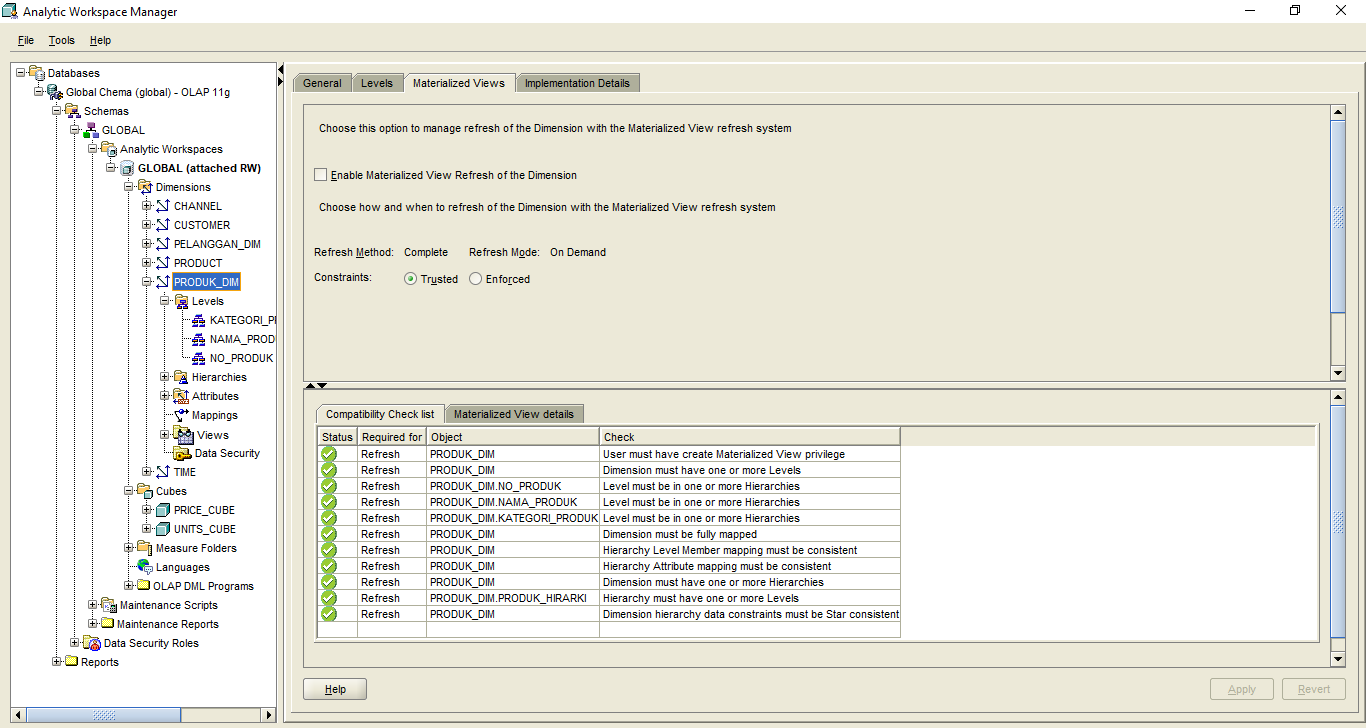 Analytic Workspace Manager
File Tools Help
Databases
Global Chema (global) - OLAP 11g
Schemas
GLOBAL
Analytic Workspaces
GLOBAL (attached RW)
Dimensions
CHANNEL
CUSTOMER
PELANGGAN_DIM
PRODUCT
PRODUK_DIM
Levels
KATEGORI_P
NAMA_PROD
NO_PRODUK
Hierarchies
Attributes
Mappings
Views
Data Security
TIME
Cubes
PRICE_CUBE
UNITS_CUBE
Measure Folders
Languages
OLAP DML Programs
Maintenance Scripts
Maintenance Reports
Data Security Roles
Reports
General Levels Materialized Views Implementation Details
Choose this option to manage refresh of the Dimension with the Materialized View refresh system
Enable Materialized View Refresh of the Dimension
Choose how and when to refresh of the Dimension with the Materialized View refresh system
Refresh Method: Complete Refresh Mode: On Demand
Constraints: Trusted Enforced
Compatibility Check list Materialized View details
Status Required for Object Check
Refresh PRODUK_DIM User must have create Materialized View privilege
Refresh PRODUK_DIM Dimension must have one or more Levels
Refresh PRODUK_DIM.NO_PRODUK Level must be in one or more Hierarchies
Refresh PRODUK_DIM.NAMA_PRODUK Level must be in one or more Hierarchies
Refresh PRODUK_DIM.KATEGORI_PRODUK Level must be in one or more Hierarchies
Refresh PRODUK_DIM Dimension must be fully mapped
Refresh PRODUK_DIM Hierarchy Level Member mapping must be consistent
Refresh PRODUK_DIM Hierarchy Attribute mapping must be consistent
Refresh PRODUK_DIM Dimension must have one or more Hierarchies
Refresh PRODUK_DIM.PRODUK_HIRARKI Hierarchy must have one or more Levels
Refresh PRODUK_DIM Dimension hierarchy data constraints must be Star consistent
Help Apply Revert